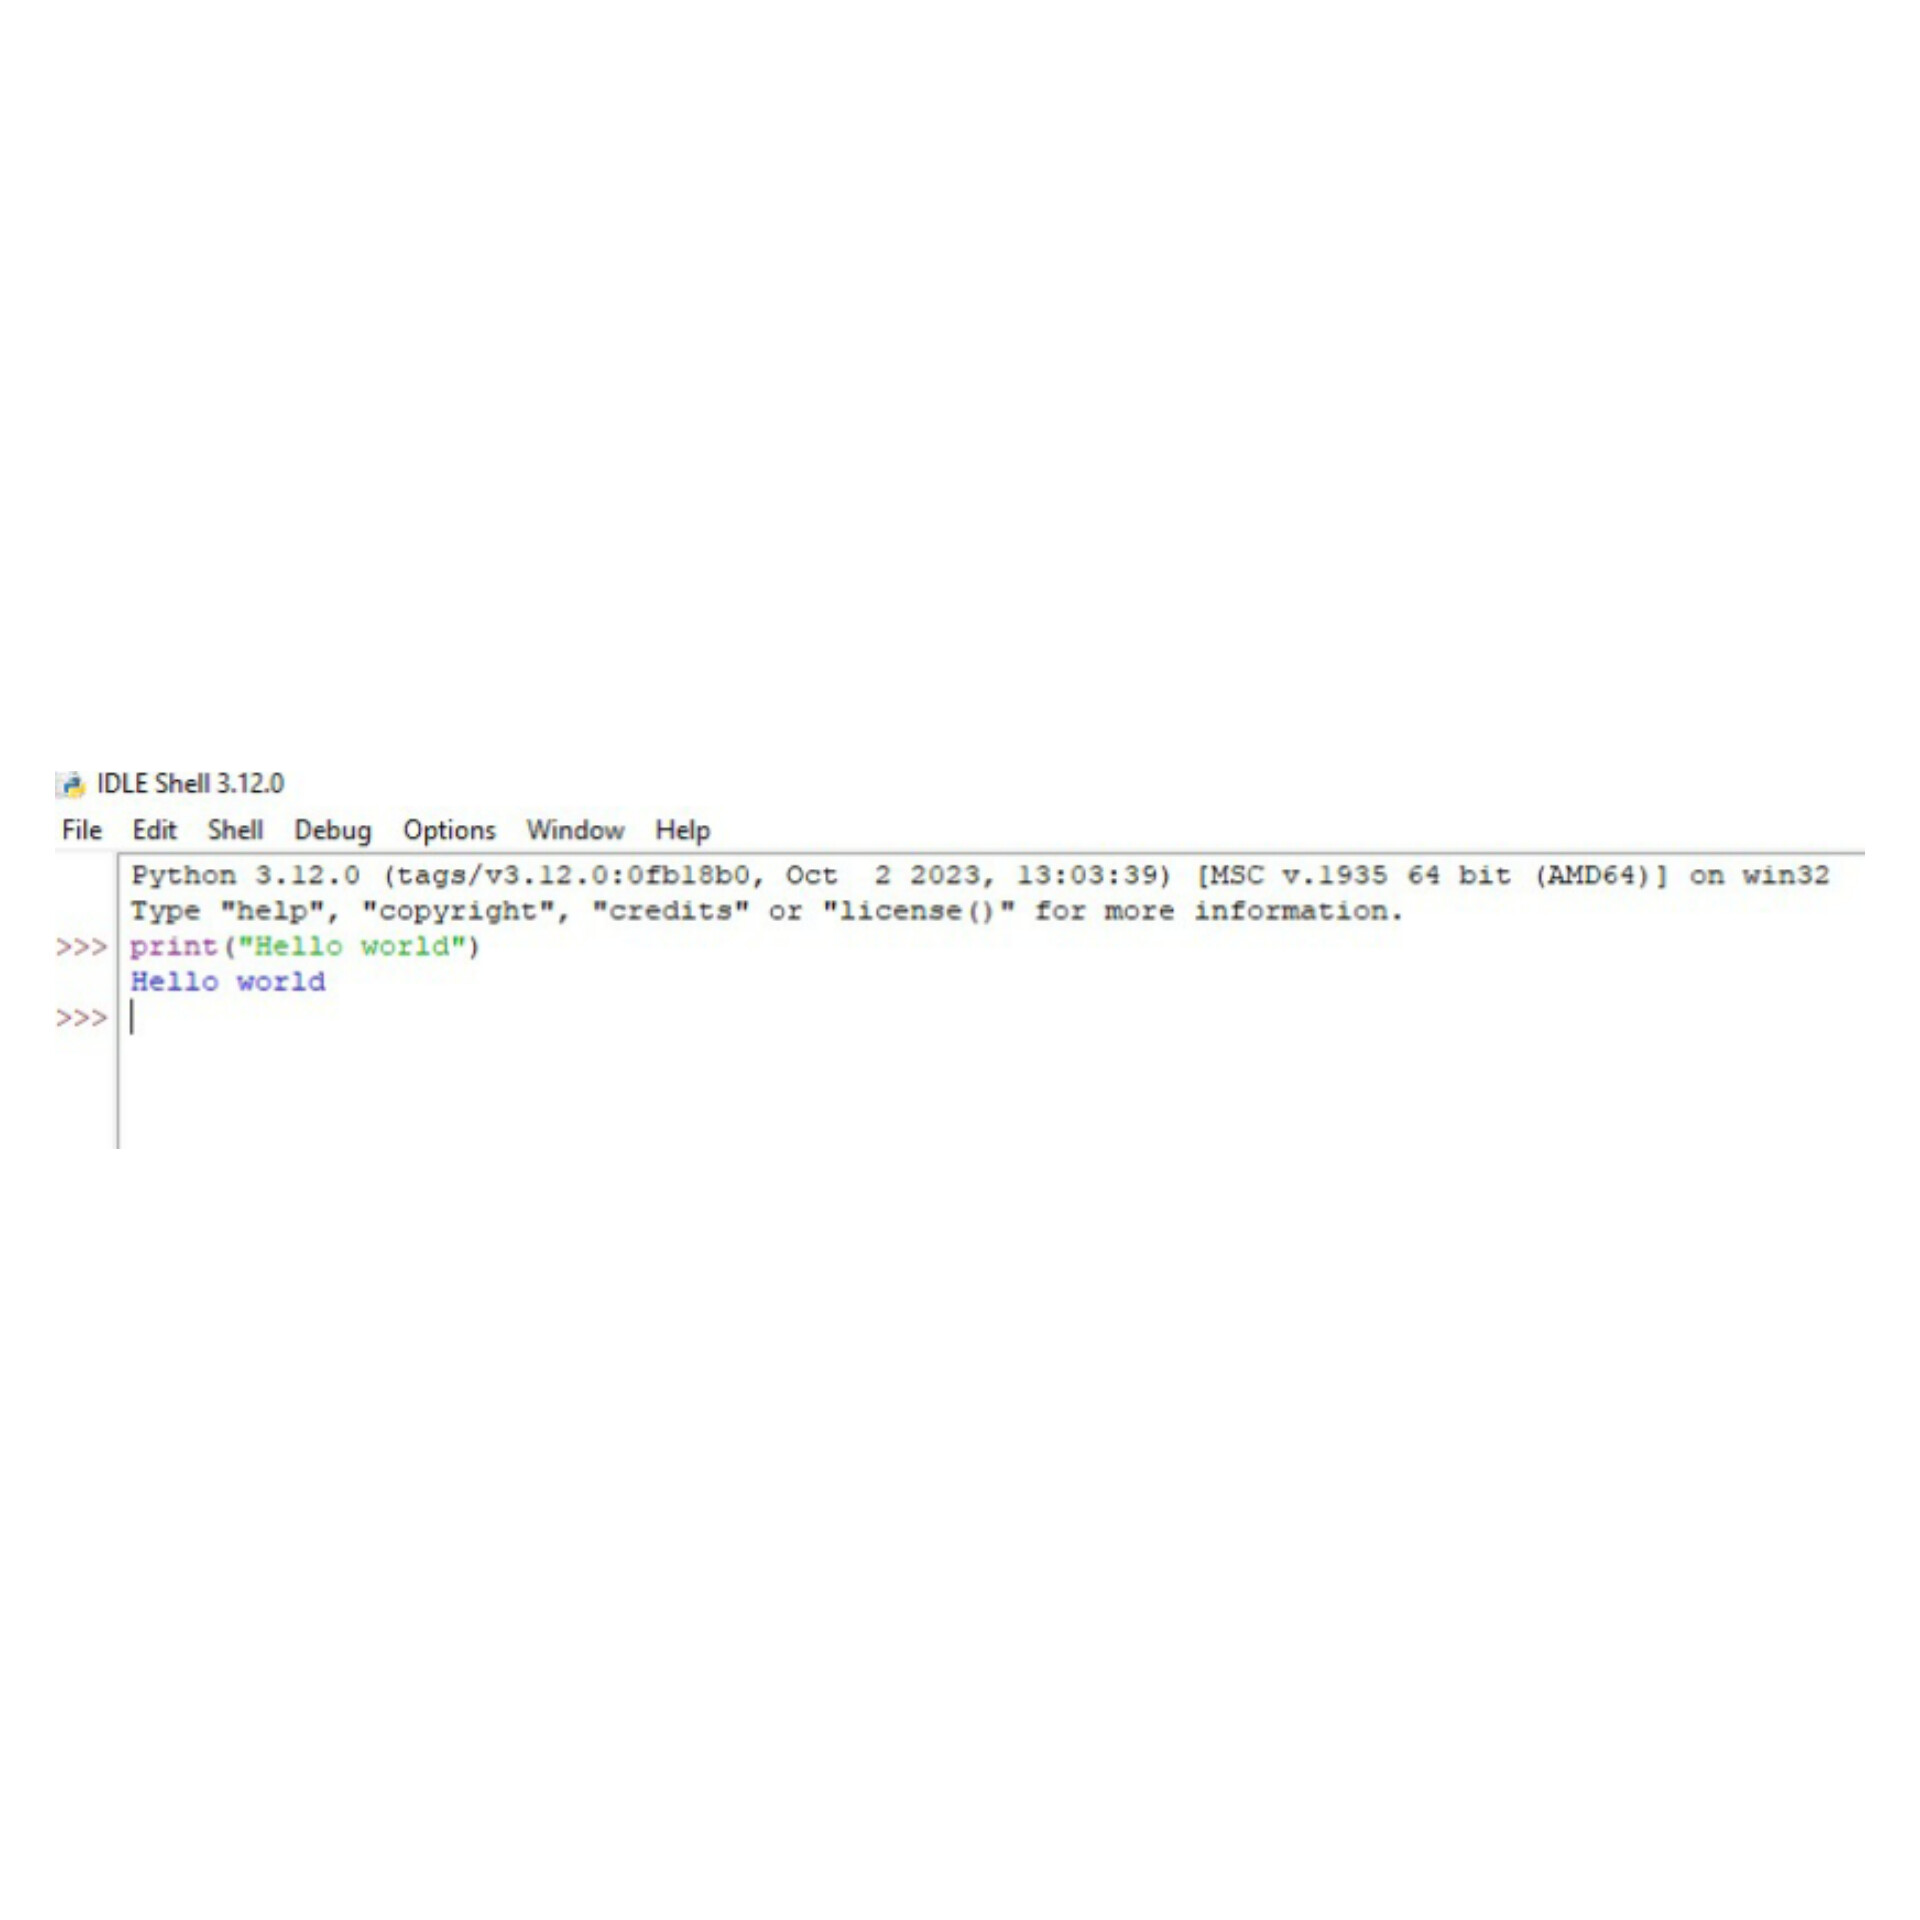 IDLE Shell 3.12.0
File Edit Shell Debug Options Window Help
Python 3.12.0 (tags/v3.12.0:0fb18b0, Oct  2 2023, 13:03:39) [MSC v.1935 64 bit (AMD64)] on win32
Type "help", "copyright", "credits" or "license()" for more information.
>>> print("Hello world")
Hello world
>>>